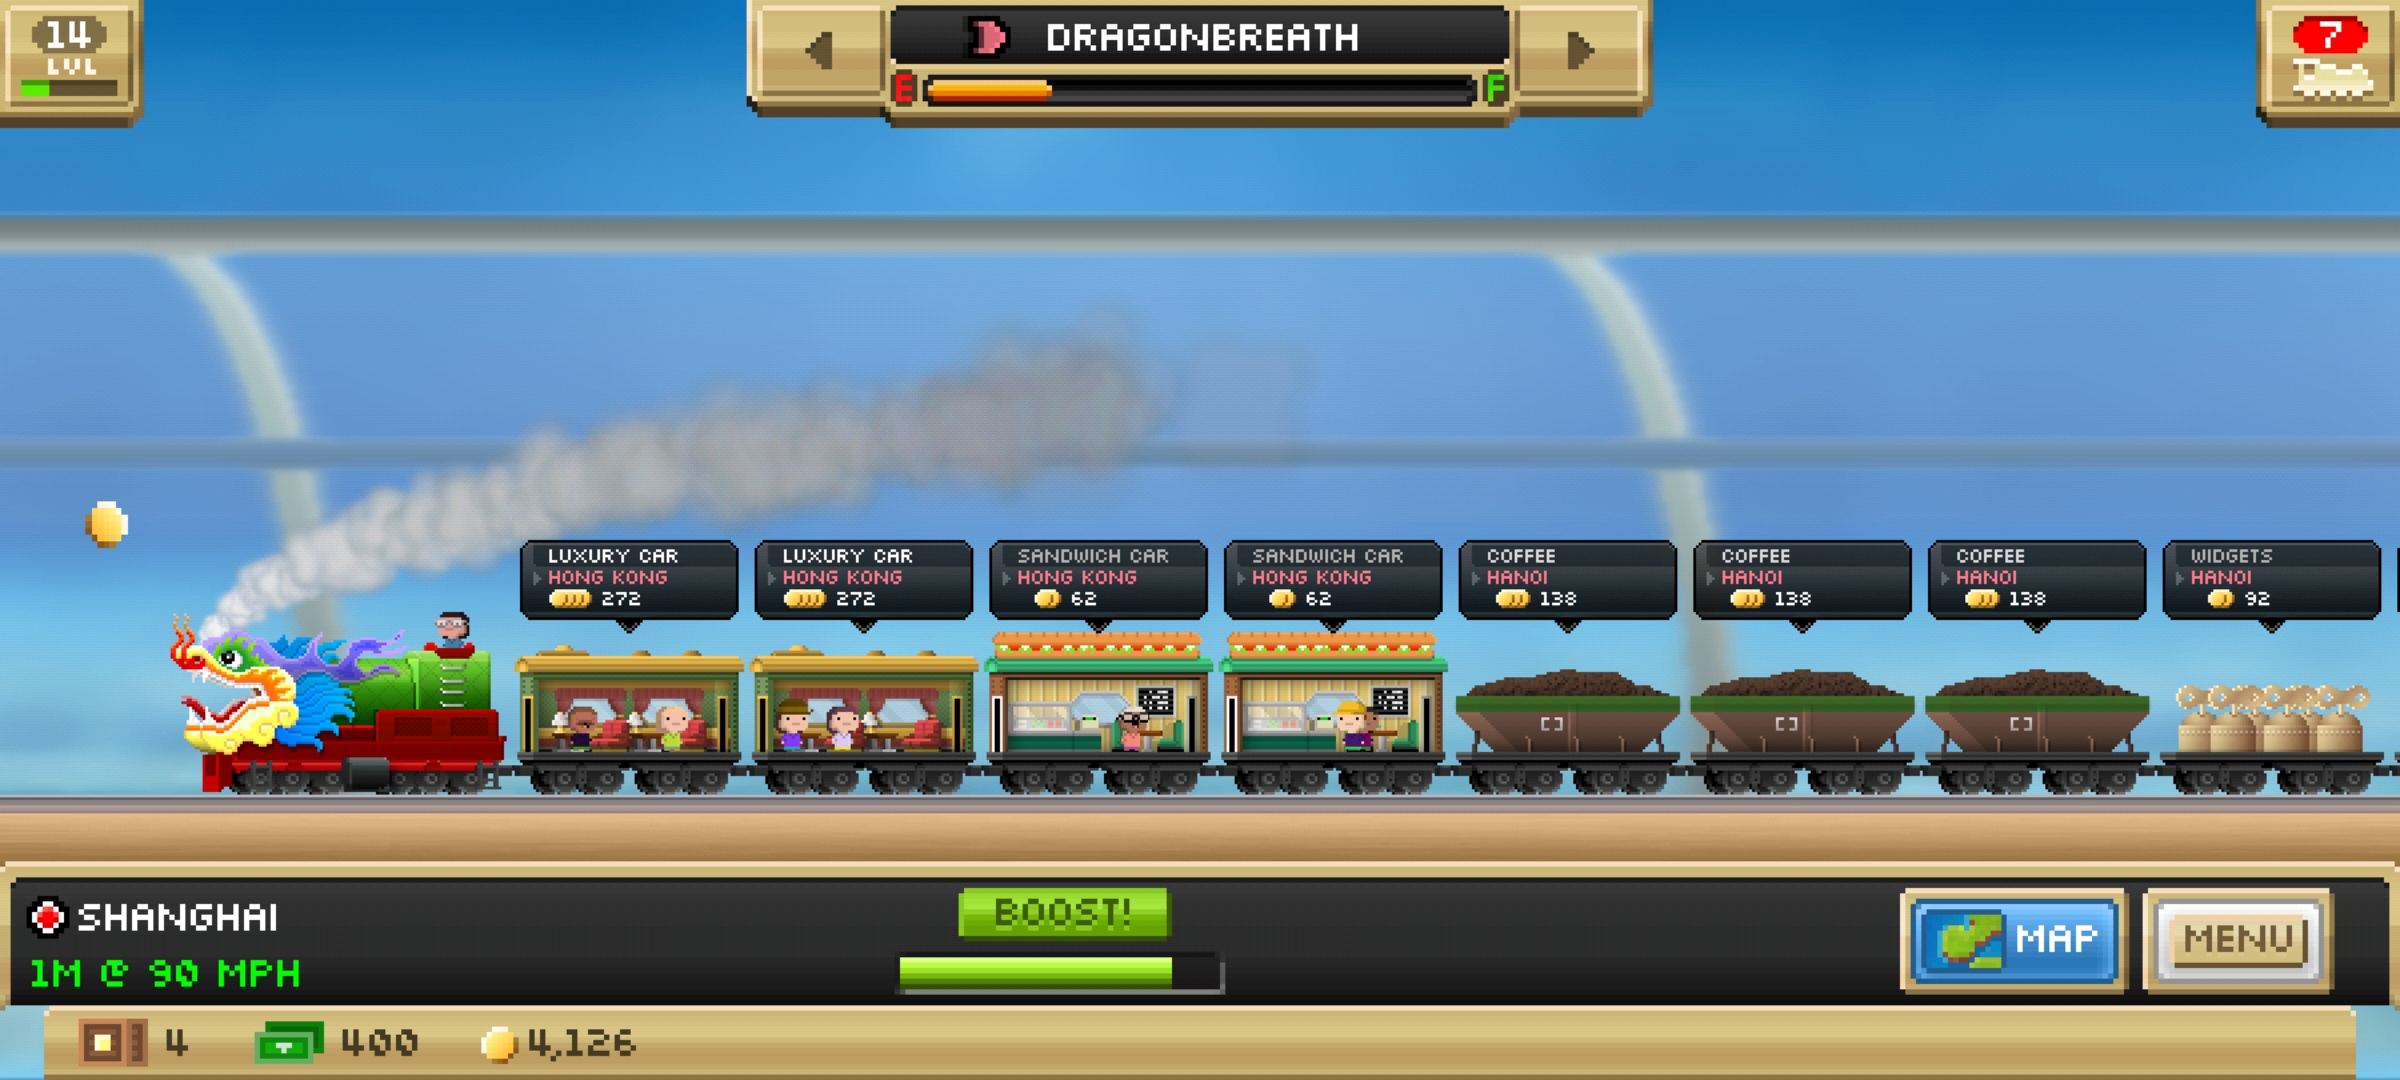 14
LVL
DRAGONBREATH
E F
7
LUXURY CAR
HONG KONG
272
LUXURY CAR
HONG KONG
272
SANDWICH CAR
HONG KONG
62
SANDWICH CAR
HONG KONG
62
COFFEE
HANOI
138
COFFEE
HANOI
138
COFFEE
HANOI
138
WIDGETS
HANOI
92
SHANGHAI
1M @ 90 MPH
BOOST!
MAP
MENU
4
400
4,126